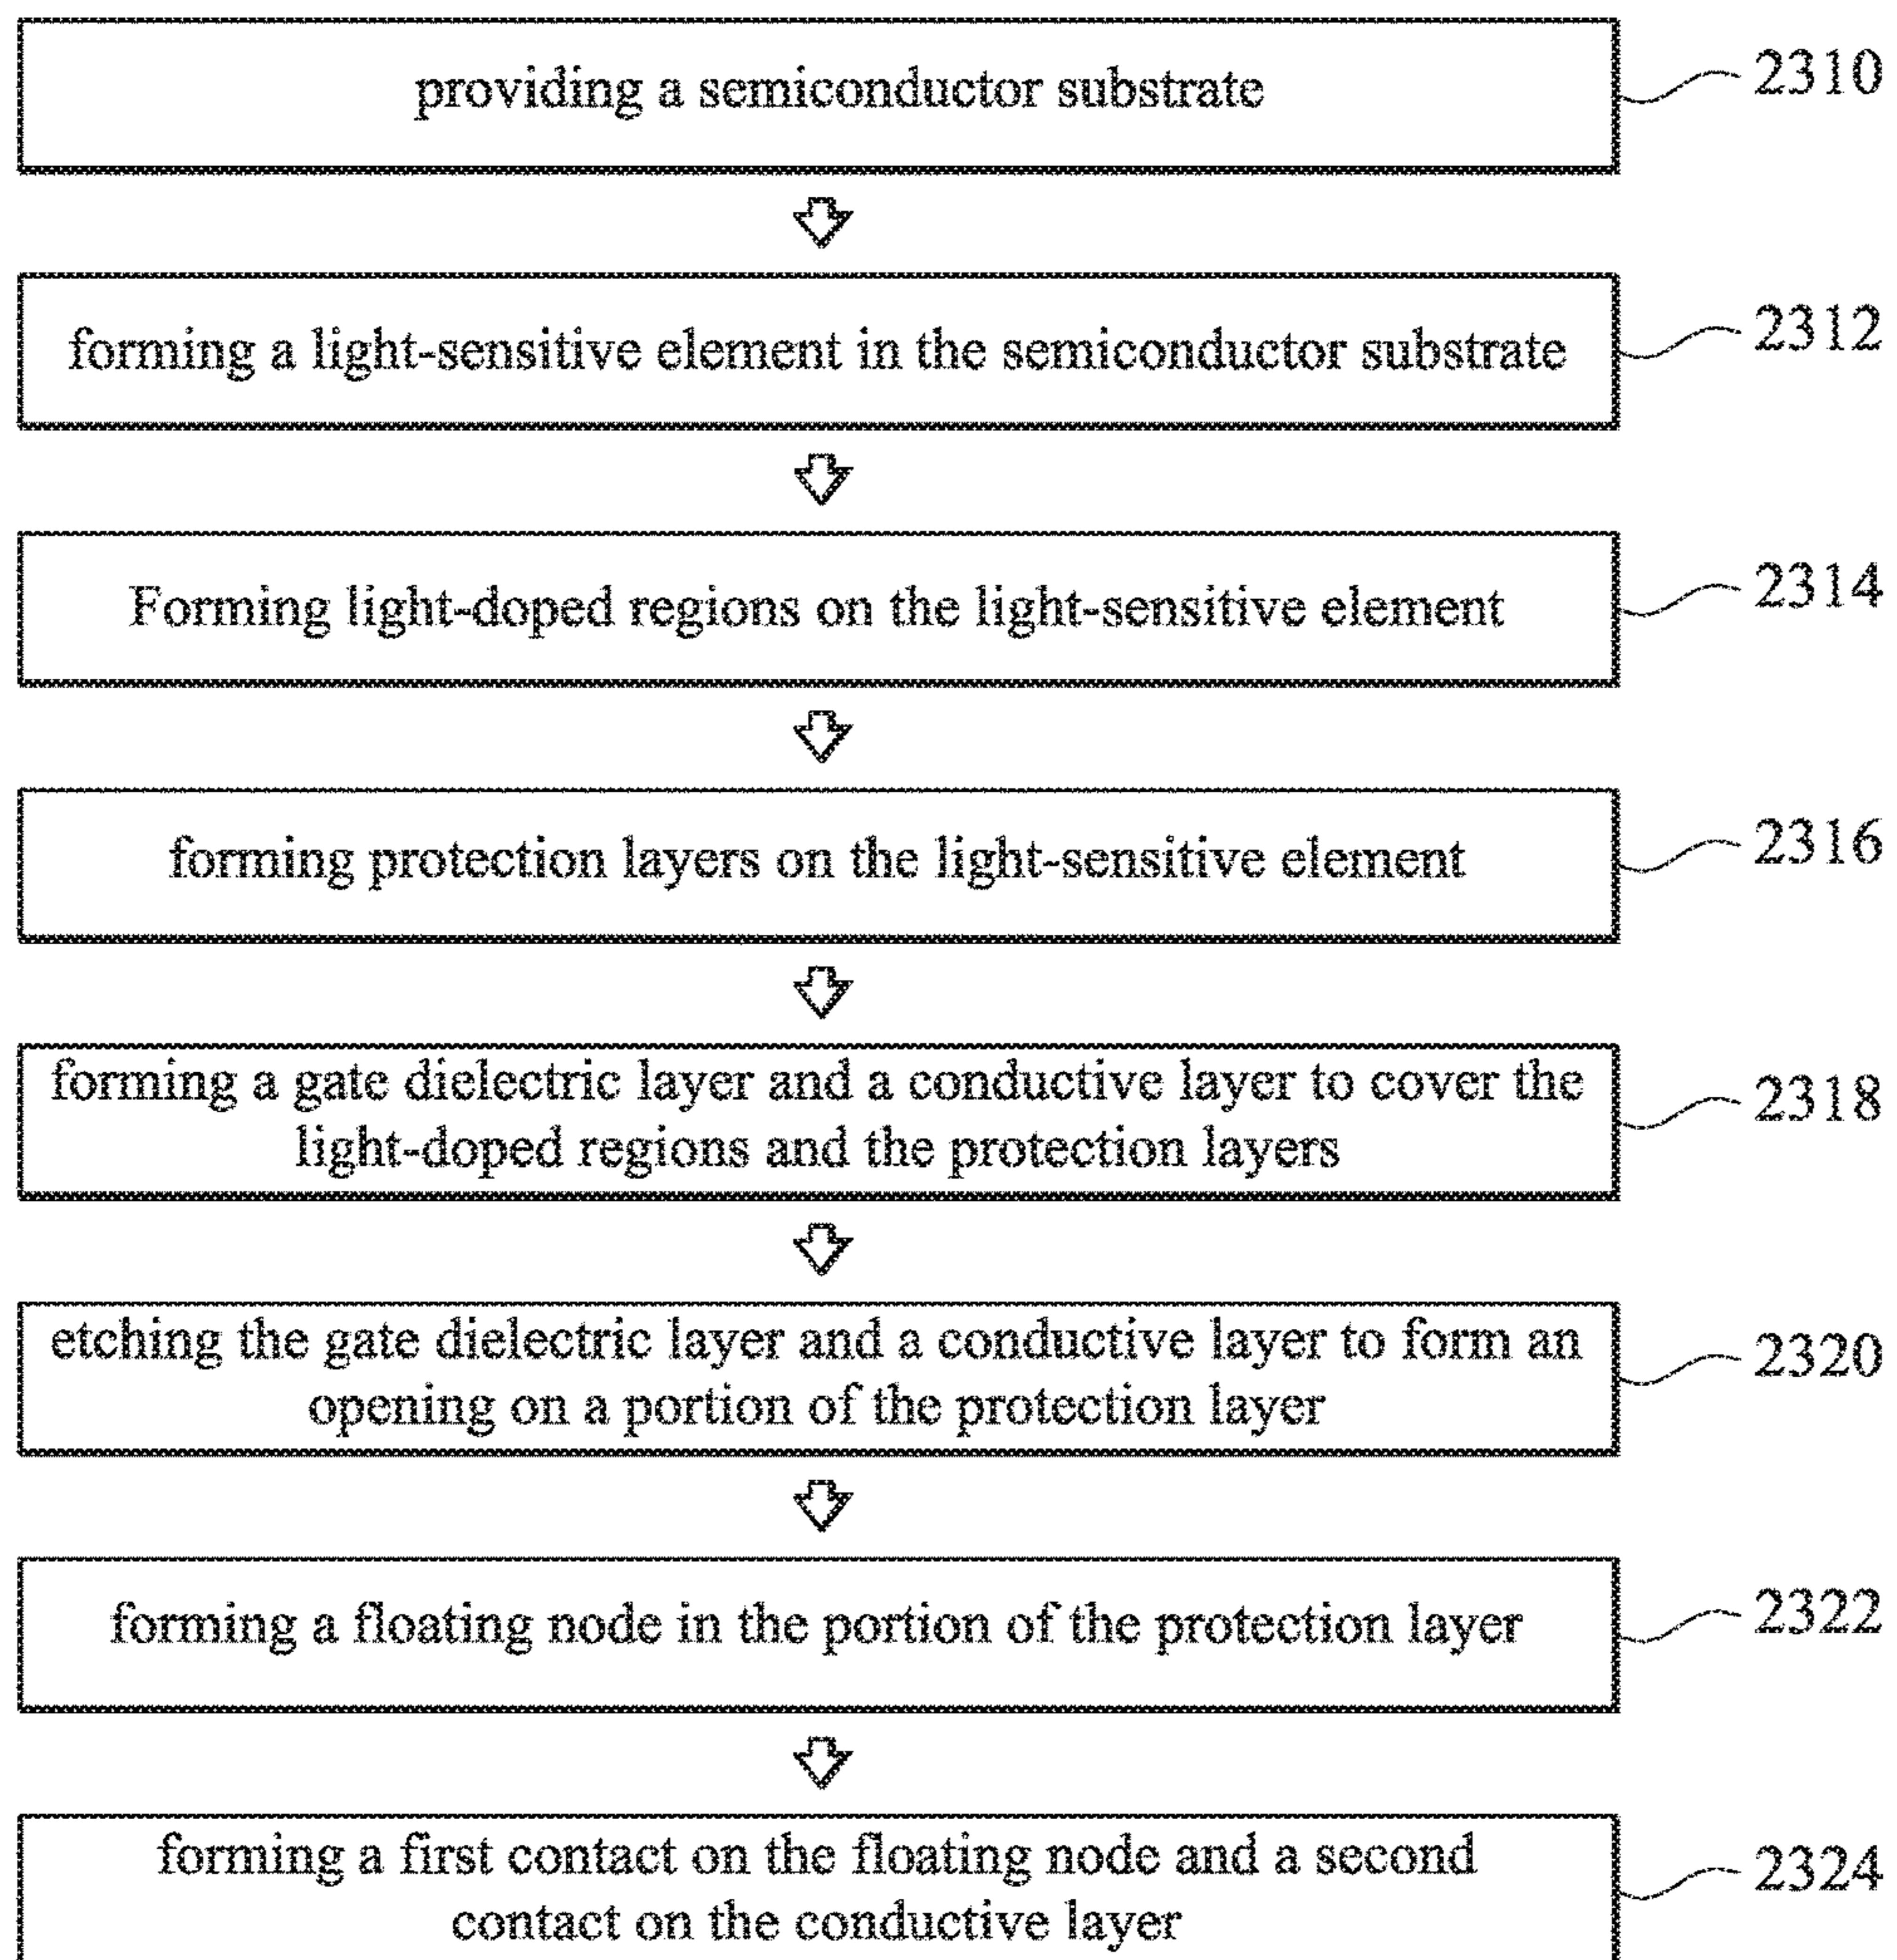 providing a semiconductor substrate
2310
forming a light-sensitive element in the semiconductor substrate
2312
Forming light-doped regions on the light-sensitive element
2314
forming protection layers on the light-sensitive element
2316
forming a gate dielectric layer and a conductive layer to cover the
light-doped regions and the protection layers
2318
etching the gate dielectric layer and a conductive layer to form an
opening on a portion of the protection layer
2320
forming a floating node in the portion of the protection layer
2322
forming a first contact on the floating node and a second
contact on the conductive layer
2324